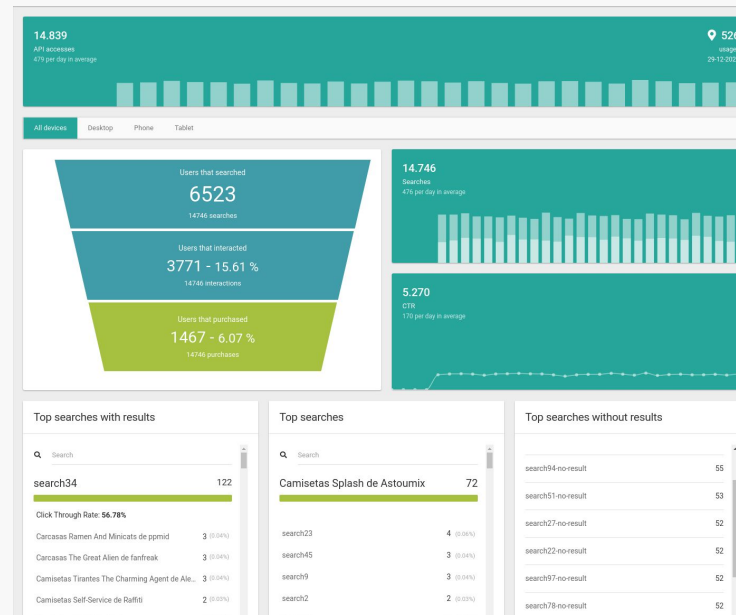 14.839
API accesses
479 per day in average
526
usage
29-12-202
All devices
Desktop
Phone
Tablet
Users that searched
6523
14746 searches
Users that interacted
3771 - 15.61 %
14746 interactions
Users that purchased
1467 - 6.07 %
14746 purchases
14.746
Searches
476 per day in average
5.270
CTR
170 per day in average
Top searches with results
Search
search34 122
Click Through Rate: 56.78%
Carcasas Ramen And Minicats de ppmid 3 (0.04%)
Carcasas The Great Alien de fanfreak 3 (0.04%)
Camisetas Tirantes The Charming Agent de Ale... 3 (0.04%)
Camisetas Self-Service de Raffiti 2 (0.03%)
Top searches
Search
Camisetas Splash de Astoumix 72
search23 4 (0.06%)
search45 3 (0.04%)
search9 3 (0.04%)
search2 2 (0.03%)
Top searches without results
search94-no-result 55
search51-no-result 53
search27-no-result 52
search22-no-result 52
search97-no-result 52
search78-no-result 52